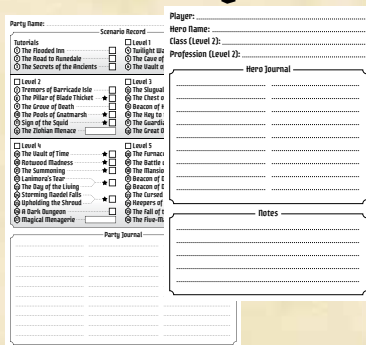 Party Name:
Scenario Record
Tutorials
The Flooded Inn
The Road to Runedale
The Secrets of the Ancients
Level 1
Twilight
The Cave of
The Vault o
Level 2
Tremors of Barricade Isle
The Pillar of Blade Thicket
The Grove of Death
The Pools of Gnatmarsh
Sign of the Squid
The Zlohian Menace
Level 3
The Slugval
The Chest o
Beacon of
The Key to
The Guardia
The Great
Level 4
The Vault of Time
Rotwood Madness
The Summoning
Lanimora's Tear
The Day of the Living
Storming Naedel Falls
Upholding the Shroud
A Dark Dungeon
Magical Menagerie
Level 5
The Furnac
The Battle
The Mansio
Beacon of
Beacon of
The Cursed
Keepers of
The Fall of
The Five-
Party Journal
Player:
Hero Name:
Class (Level 2):
Profession (Level 2):
Hero Journal
Notes